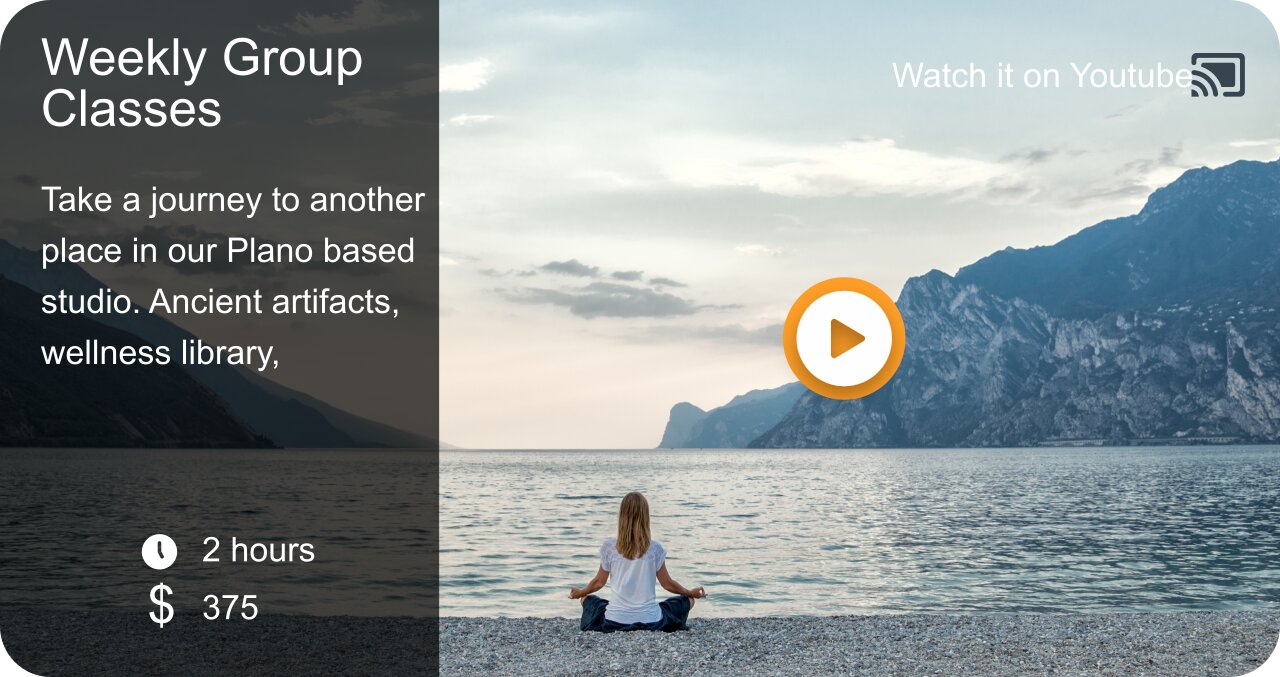 Weekly Group
Classes
Watch it on Youtube
Take a journey to another
place in our Plano based
studio. Ancient artifacts,
wellness library,
2 hours
$ 375